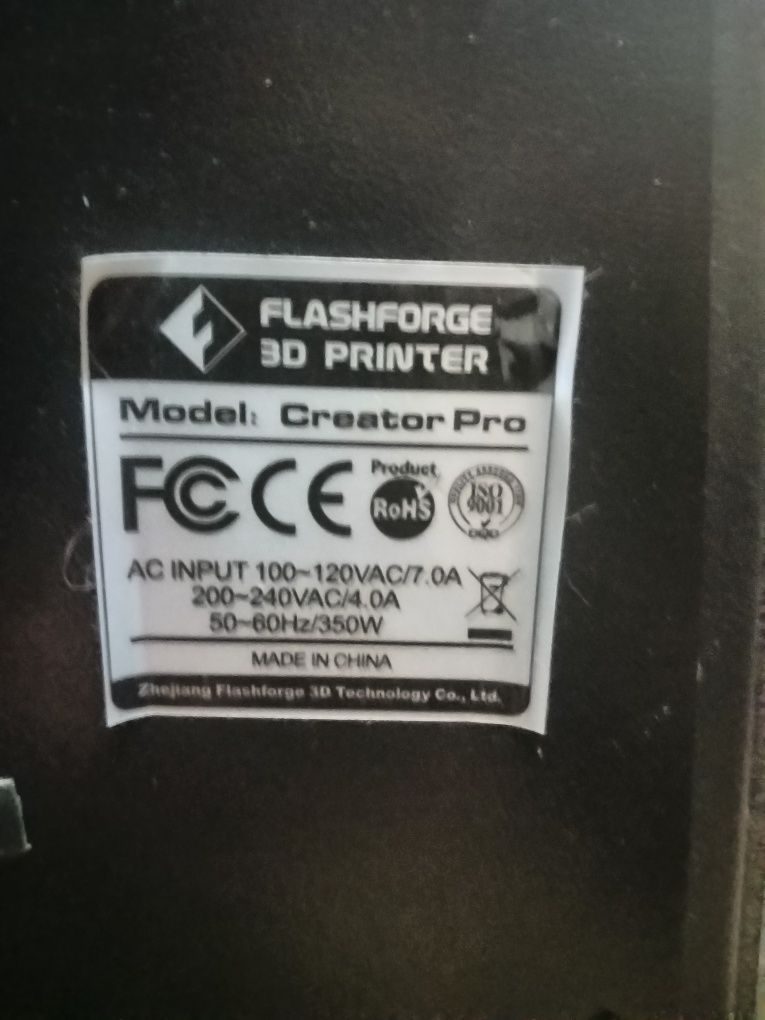 FLASHFORGE
3D PRINTER
Model: Creator Pro
FC CE Product RoHS ISO 9001
AC INPUT 100~120VAC/7.0A
200~240VAC/4.0A
50~60Hz/350W
MADE IN CHINA
Zhejiang Flashforge 3D Technology Co., Ltd.